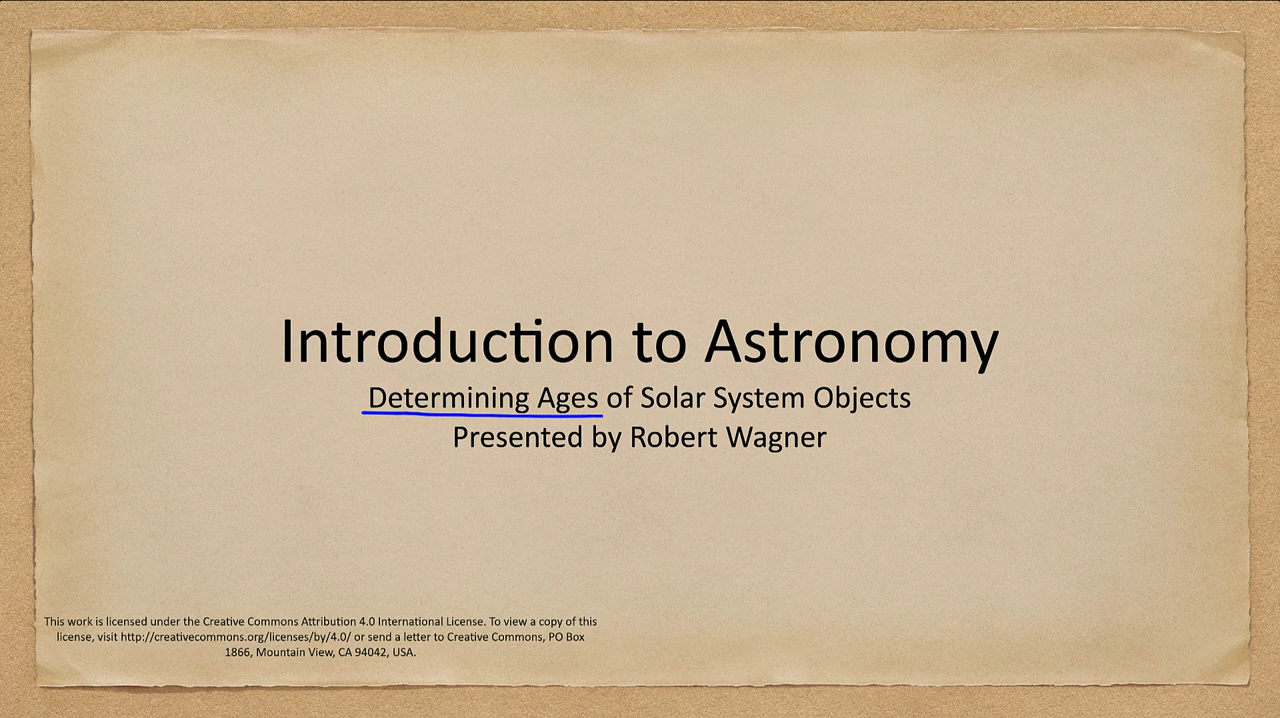 Introduction to Astronomy
Determining Ages of Solar System Objects
Presented by Robert Wagner
This work is licensed under the Creative Commons Attribution 4.0 International License. To view a copy of this
license, visit http://creativecommons.org/licenses/by/4.0/ or send a letter to Creative Commons, PO Box
1866, Mountain View, CA 94042, USA.